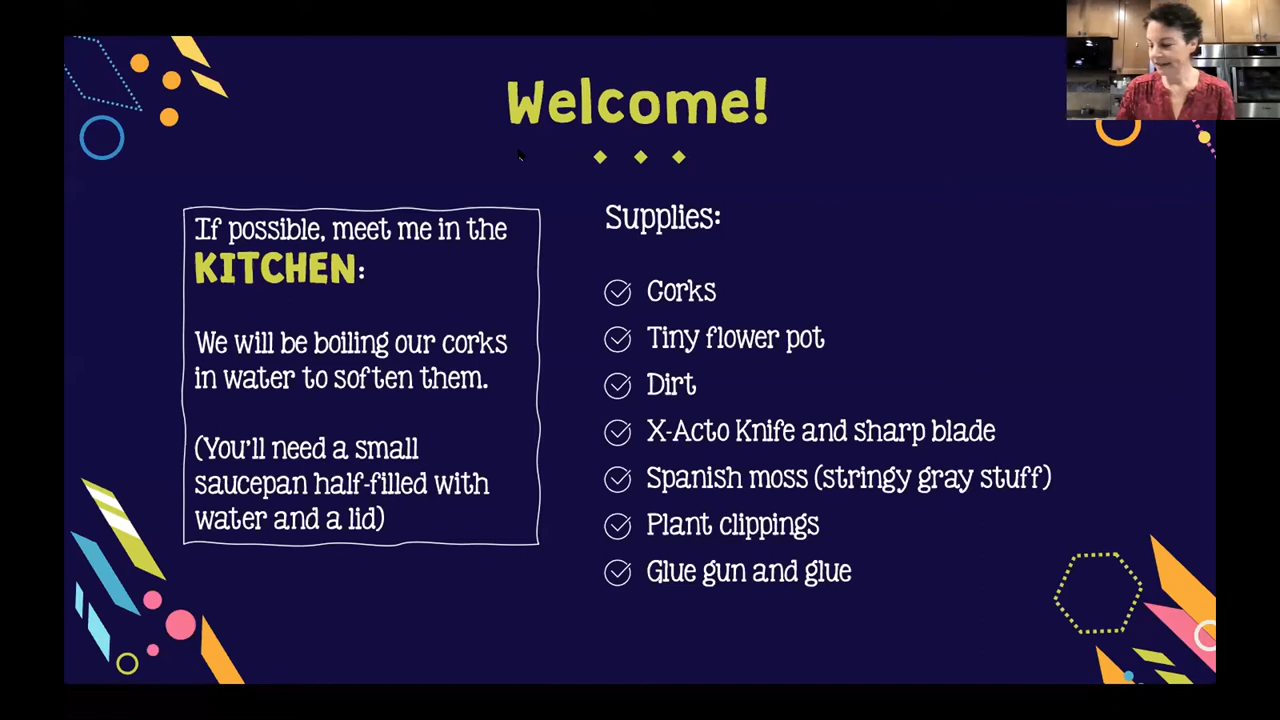 Welcome!
If possible, meet me in the
KITCHEN:
We will be boiling our corks
in water to soften them.
(You'll need a small
saucepan half-filled with
water and a lid)
Supplies:
Corks
Tiny flower pot
Dirt
X-Acto Knife and sharp blade
Spanish moss (stringy gray stuff)
Plant clippings
Glue gun and glue